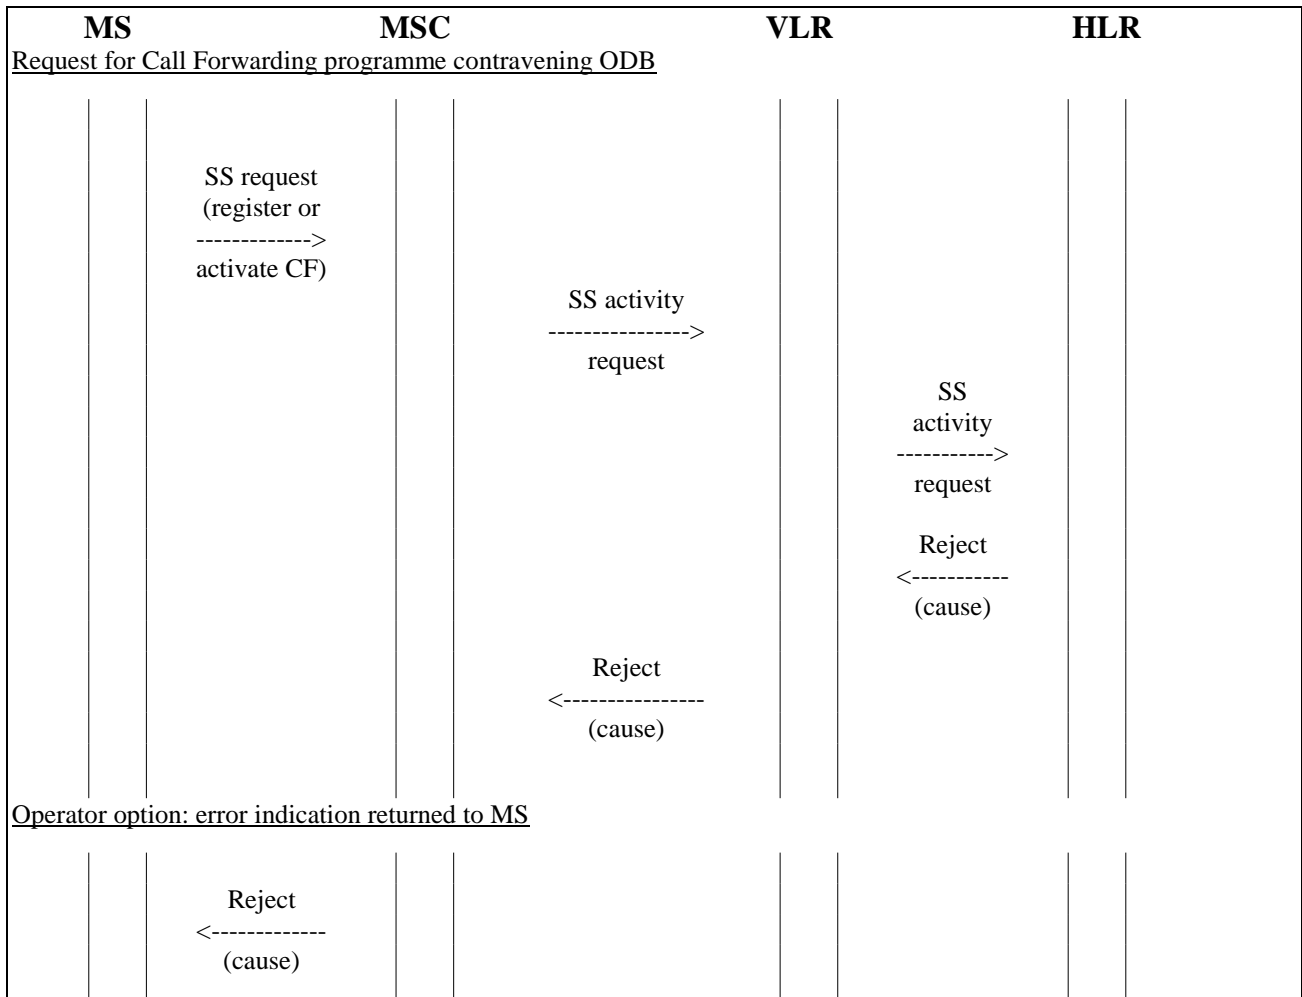 MS MSC VLR HLR
Request for Call Forwarding programme contravening ODB
SS request
(register or
------------->
activate CF)
SS activity
---------------->
request
SS
activity
----------->
request
Reject
<-----------
(cause)
Reject
<----------------
(cause)
Operator option: error indication returned to MS
Reject
<-------------
(cause)